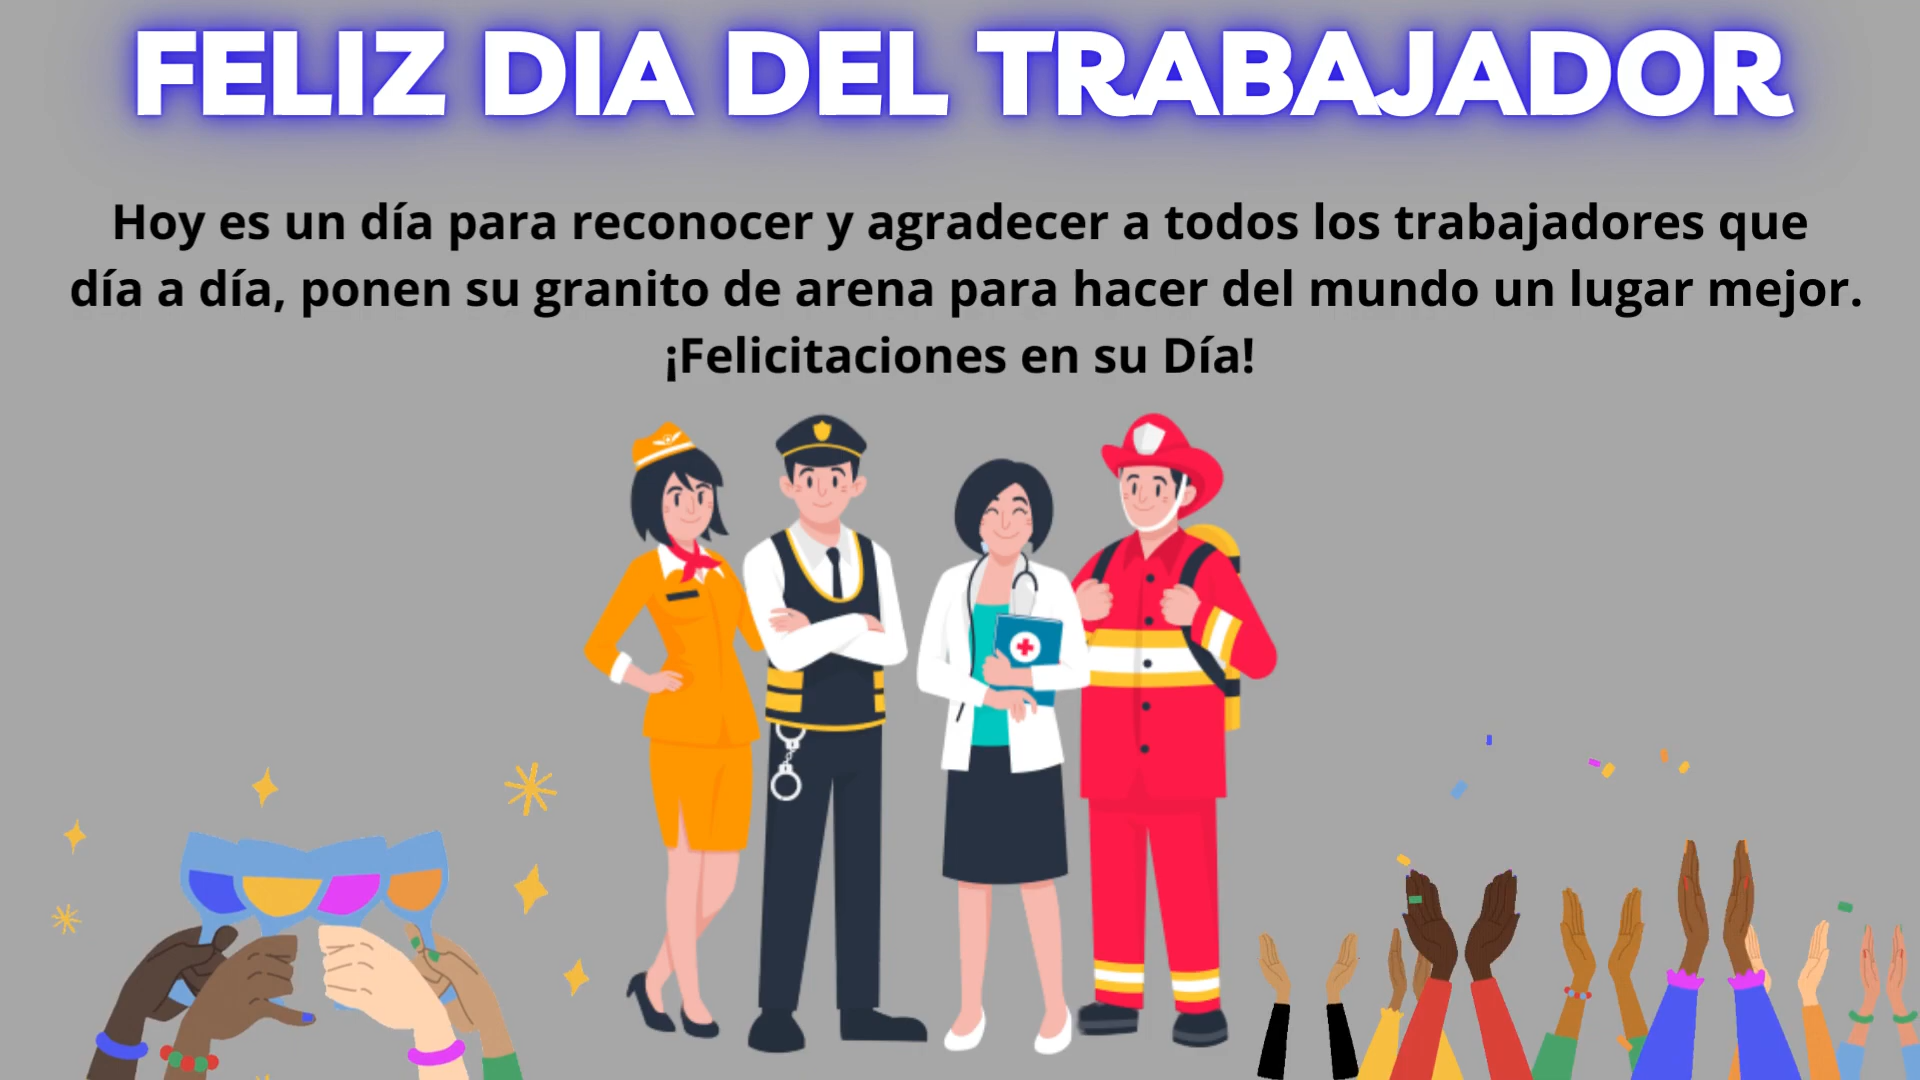 FELIZ DIA DEL TRABAJADOR
Hoy es un día para reconocer y agradecer a todos los trabajadores que
día a día, ponen su granito de arena para hacer del mundo un lugar mejor.
¡Felicitaciones en su Día!